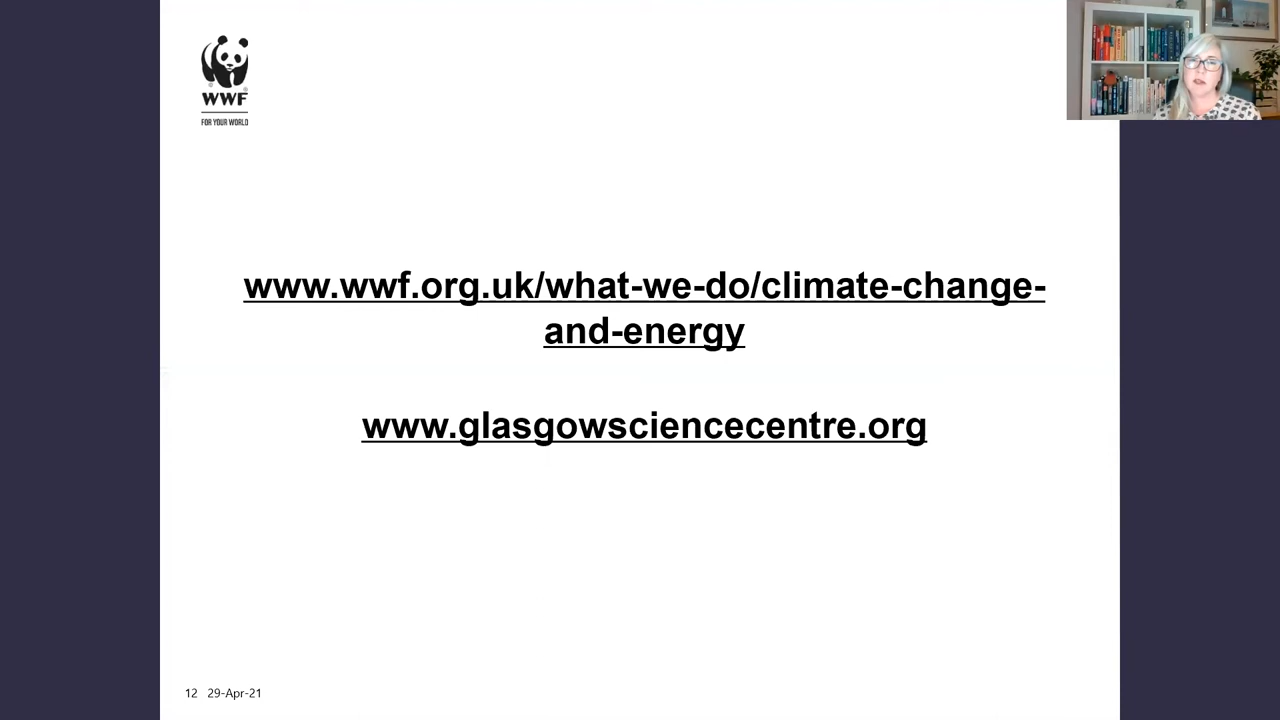 WWF
FOR YOUR WORLD
www.wwf.org.uk/what-we-do/climate-change-
and-energy
www.glasgowsciencecentre.org
12 29-Apr-21